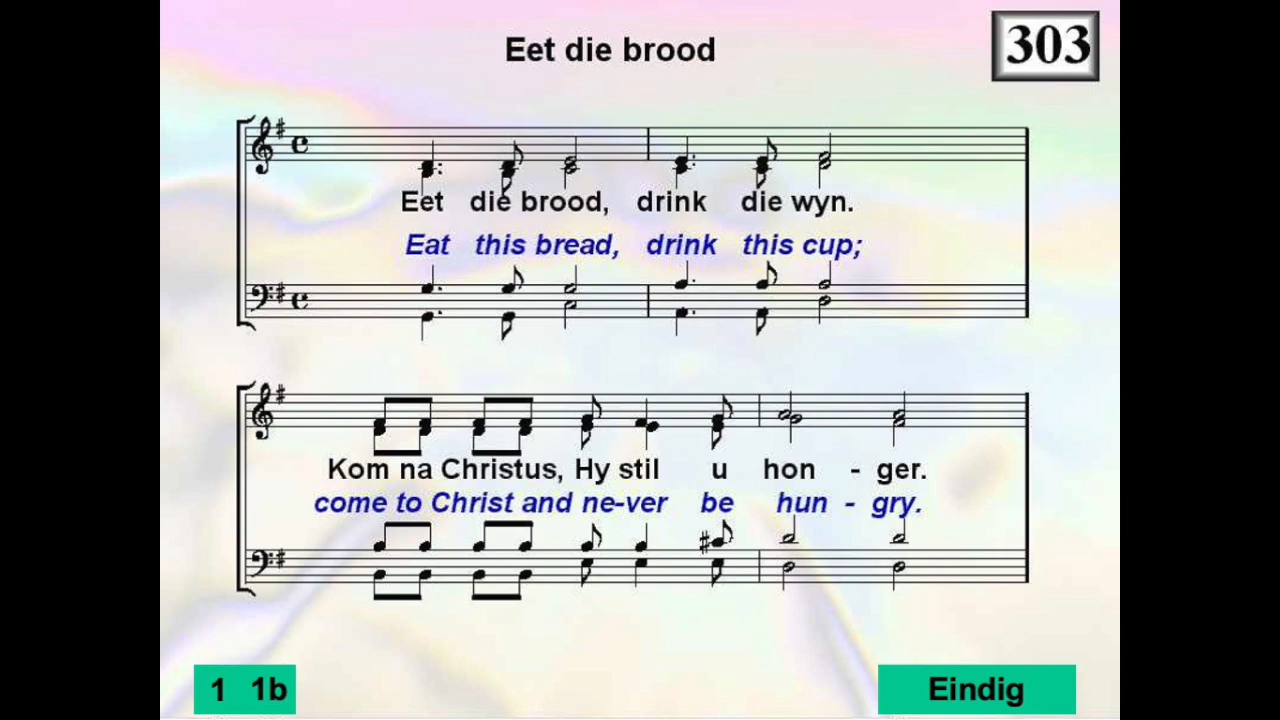 Eet die brood
303
Eet die brood, drink die wyn.
Eat this bread, drink this cup;
Kom na Christus, Hy stil u hon - ger.
come to Christ and ne-ver be hun - gry.
1 1b
Eindig